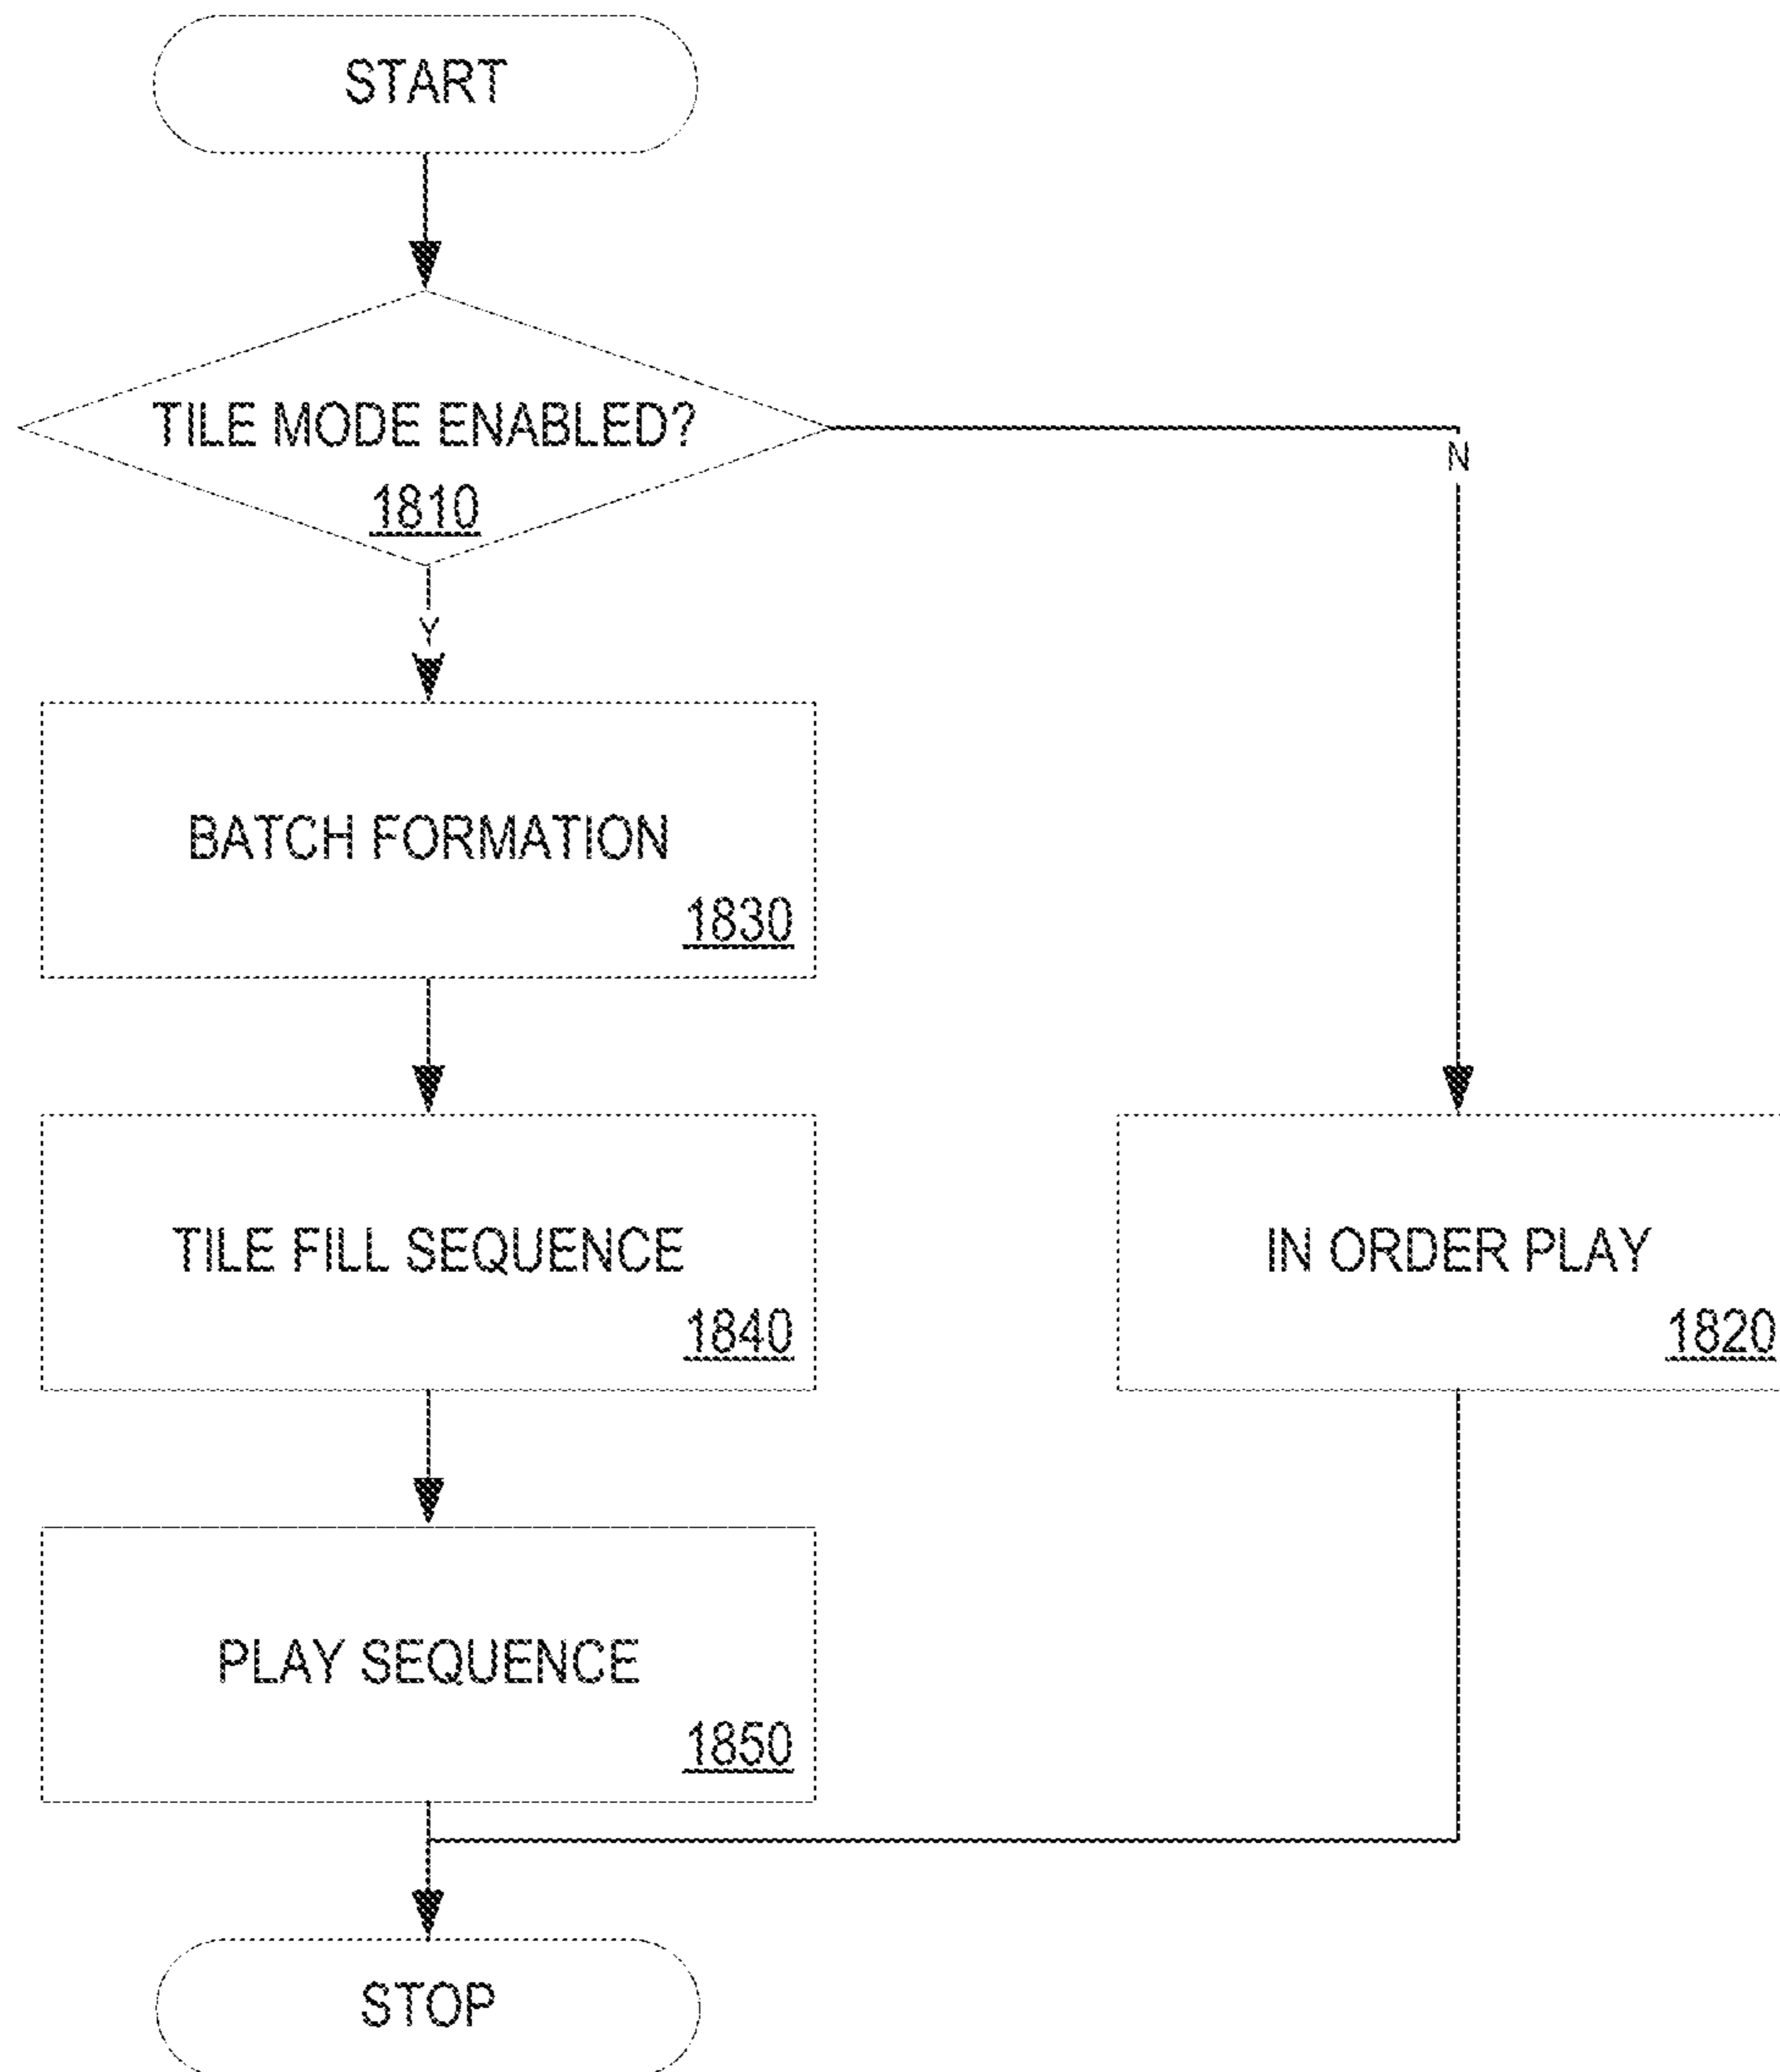 START
TILE MODE ENABLED?
1810
N
Y
BATCH FORMATION
1830
TILE FILL SEQUENCE
1840
IN ORDER PLAY
1820
PLAY SEQUENCE
1850
STOP